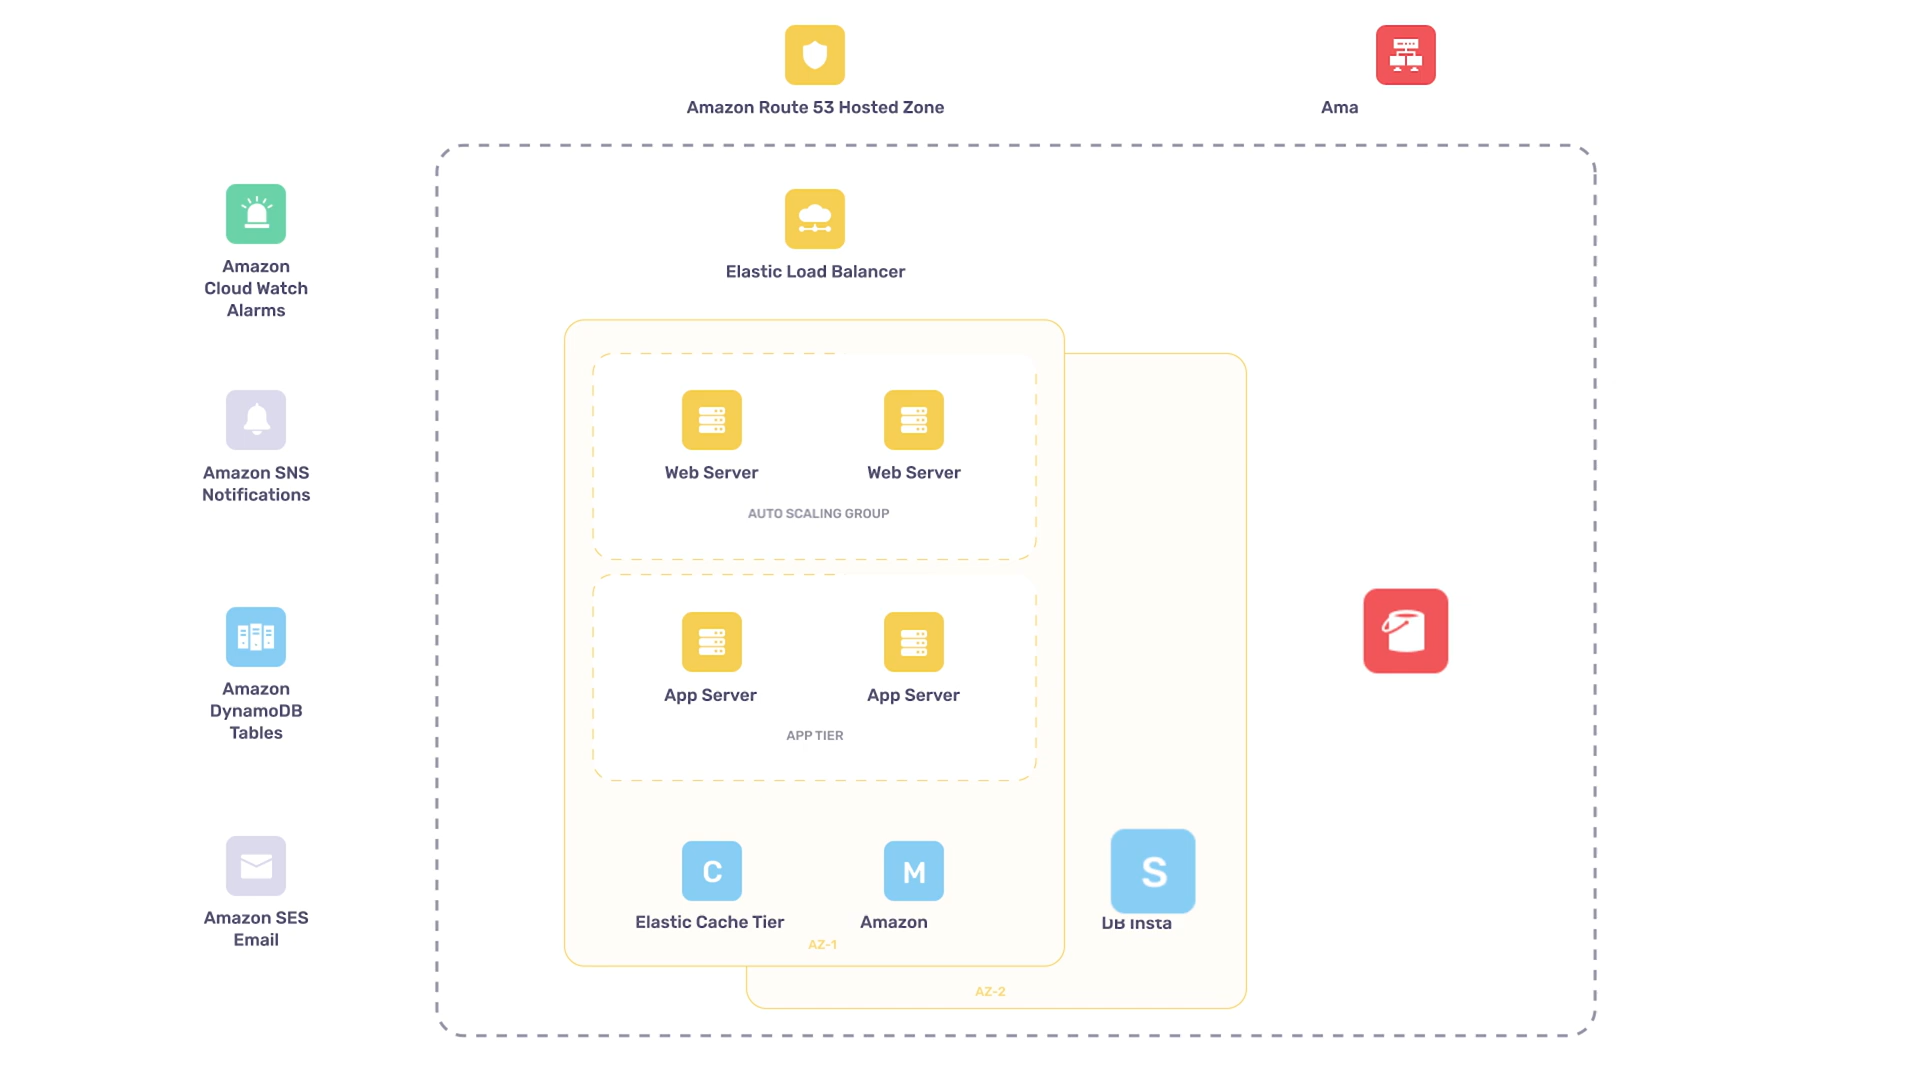 Amazon Route 53 Hosted Zone
Ama
Amazon
Cloud Watch
Alarms
Elastic Load Balancer
Amazon SNS
Notifications
Web Server
Web Server
AUTO SCALING GROUP
Amazon
DynamoDB
Tables
App Server
App Server
APP TIER
C
M
S
Elastic Cache Tier
Amazon
DB Insta
Amazon SES
Email
AZ-1
AZ-2